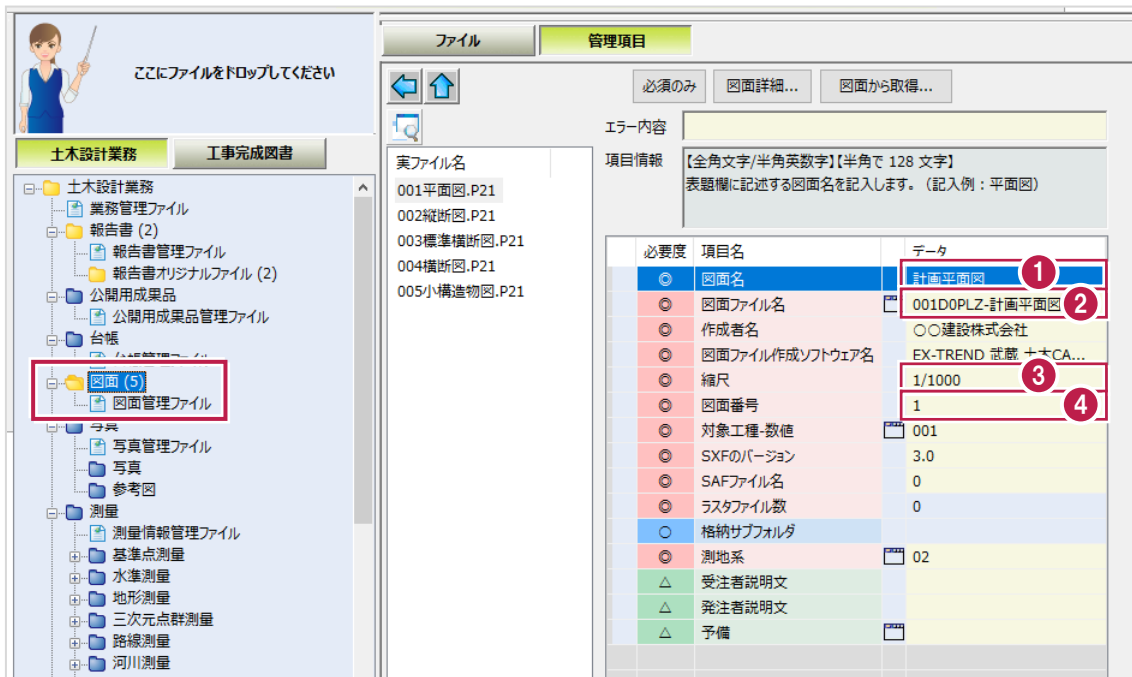 ここにファイルをドロップしてください
土木設計業務
工事完成図書
土木設計業務
業務管理ファイル
報告書 (2)
報告書管理ファイル
報告書オリジナルファイル (2)
公開用成果品
公開用成果品管理ファイル
台帳
図面 (5)
図面管理ファイル
写真
写真管理ファイル
写真
参考図
測量
測量情報管理ファイル
基準点測量
水準測量
地形測量
三次元点群測量
路線測量
河川測量
ファイル
管理項目
必須のみ
図面詳細...
図面から取得...
エラー内容
項目情報
【全角文字/半角英数字】【半角で 128 文字】
表題欄に記述する図面名を記入します。（記入例：平面図）
実ファイル名
001平面図.P21
002縦断図.P21
003標準横断図.P21
004横断図.P21
005小構造物図.P21
必要度 項目名 データ
◎ 図面名 計画平面図 1
◎ 図面ファイル名 001D0PLZ-計画平面図 2
◎ 作成者名 ○○建設株式会社
◎ 図面ファイル作成ソフトウェア名 EX-TREND 武蔵 土木CA...
◎ 縮尺 1/1000 3
◎ 図面番号 1 4
◎ 対象工種-数値 001
◎ SXFのバージョン 3.0
◎ SAFファイル名 0
◎ ラスタファイル数 0
○ 格納サブフォルダ
◎ 測地系 02
△ 受注者説明文
△ 発注者説明文
△ 予備